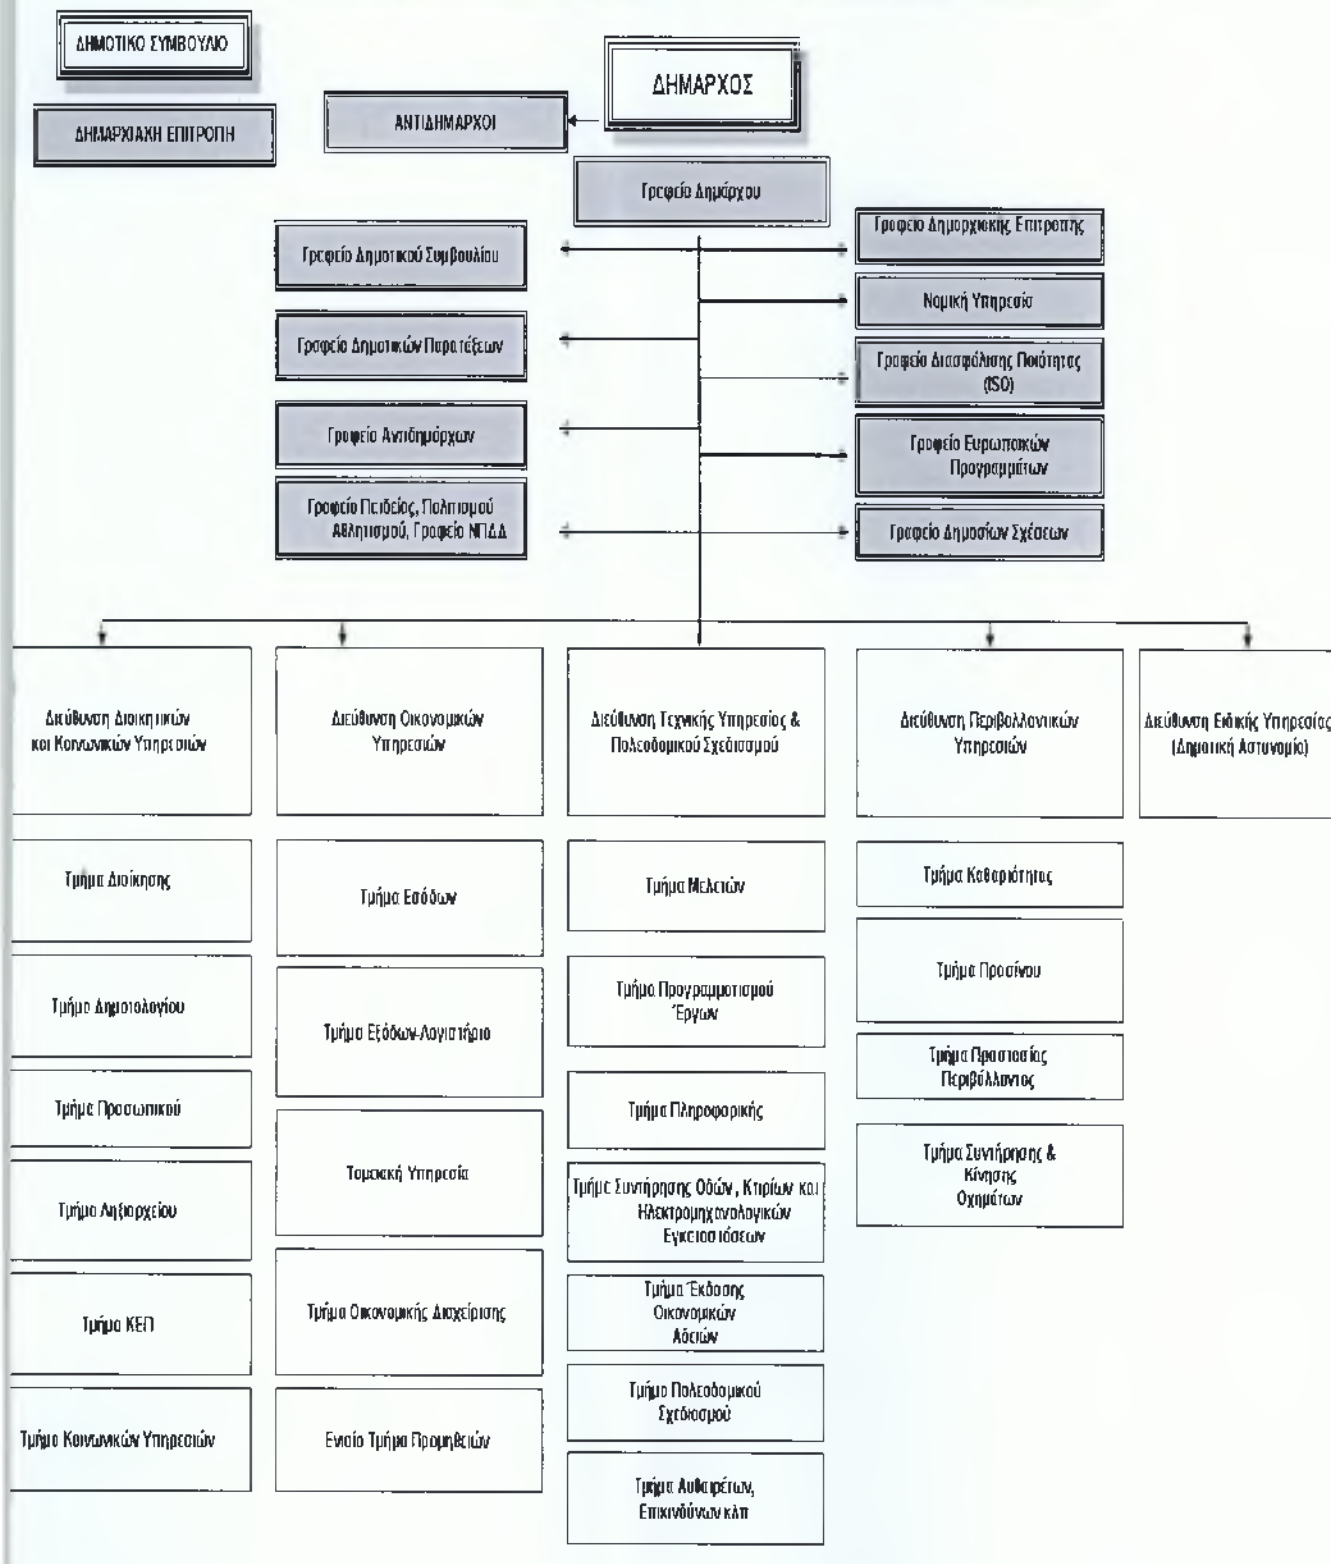 ΔΗΜΟΤΙΚΟ ΣΥΜΒΟΥΛΙΟ
ΔΗΜΑΡΧΙΑΚΗ ΕΠΙΤΡΟΠΗ
ΑΝΤΙΔΗΜΑΡΧΟΙ
ΔΗΜΑΡΧΟΣ
Γραφείο Δημάρχου
Γραφείο Δημοτικού Συμβουλίου
Γραφείο Δημοτικών Παρατάξεων
Γραφείο Αντιδημάρχων
Γραφείο Παιδείας, Πολιτισμού
Αθλητισμού, Γραφείο ΝΠΔΔ
Γραφείο Δημαρχιακής Επιτροπής
Νομική Υπηρεσία
Γραφείο Διασφάλισης Ποιότητας
(ISO)
Γραφείο Ευρωπαικών
Προγραμμάτων
Γραφείο Δημοσίων Σχέσεων
Διεύθυνση Διοικητικών
και Κοινωνικών Υπηρεσιών
Τμήμα Διοίκησης
Τμήμα Δημοτολογίου
Τμήμα Προσωπικού
Τμήμα Ληξιαρχείου
Τμήμα ΚΕΠ
Τμήμα Κοινωνικών Υπηρεσιών
Διεύθυνση Οικονομικών
Υπηρεσιών
Τμήμα Εσόδων
Τμήμα Εξόδων-Λογιστήριο
Ταμειακή Υπηρεσία
Τμήμα Οικονομικής Διαχείρισης
Ενιαίο Τμήμα Προμηθειών
Διεύθυνση Τεχνικής Υπηρεσίας &
Πολεοδομικού Σχεδιασμού
Τμήμα Μελετών
Τμήμα Προγραμματισμού
Έργων
Τμήμα Πληροφορικής
Τμήμα Συντήρησης Οδών, Κτιρίων και
Ηλεκτρομηχανολογικών
Εγκαταστάσεων
Τμήμα Έκδοσης
Οικονομικών
Αδειών
Τμήμα Πολεοδομικού
Σχεδιασμού
Τμήμα Αυθαιρέτων,
Επικινδύνων κλπ
Διεύθυνση Περιβαλλοντικών
Υπηρεσιών
Τμήμα Καθαριότητας
Τμήμα Πρασίνου
Τμήμα Προστασίας
Περιβάλλοντος
Τμήμα Συντήρησης &
Κίνησης
Οχημάτων
Διεύθυνση Ειδικής Υπηρεσίας
(Δημοτική Αστυνομία)